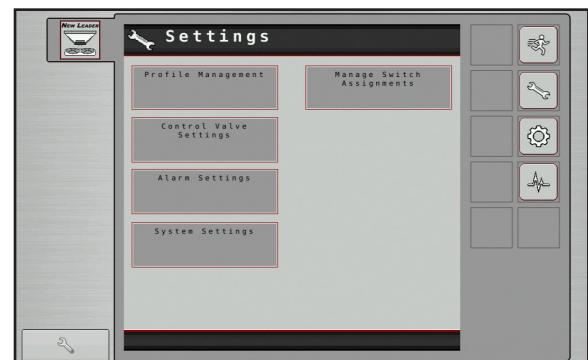 NEW LEADER
Settings
Profile Management
Manage Switch
Assignments
Control Valve
Settings
Alarm Settings
System Settings